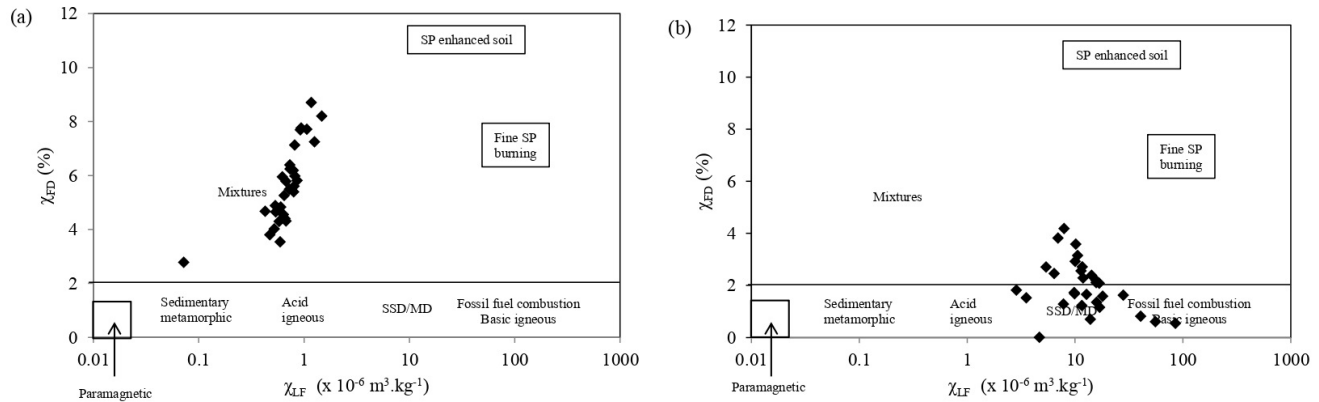 (a)
12
10
8
6
4
2
0
χFD (%)
SP enhanced soil
Fine SP
burning
Mixtures
Sedimentary
metamorphic
Acid
igneous
SSD/MD
Fossil fuel combustion
Basic igneous
0.01
0.1
1
10
100
1000
Paramagnetic
χLF (x 10-6 m3.kg-1)
(b)
12
10
8
6
4
2
0
χFD (%)
SP enhanced soil
Fine SP
burning
Mixtures
Sedimentary
metamorphic
Acid
igneous
SSD/MD
Fossil fuel combustion
Basic igneous
0.01
0.1
1
10
100
1000
Paramagnetic
χLF (x 10-6 m3.kg-1)